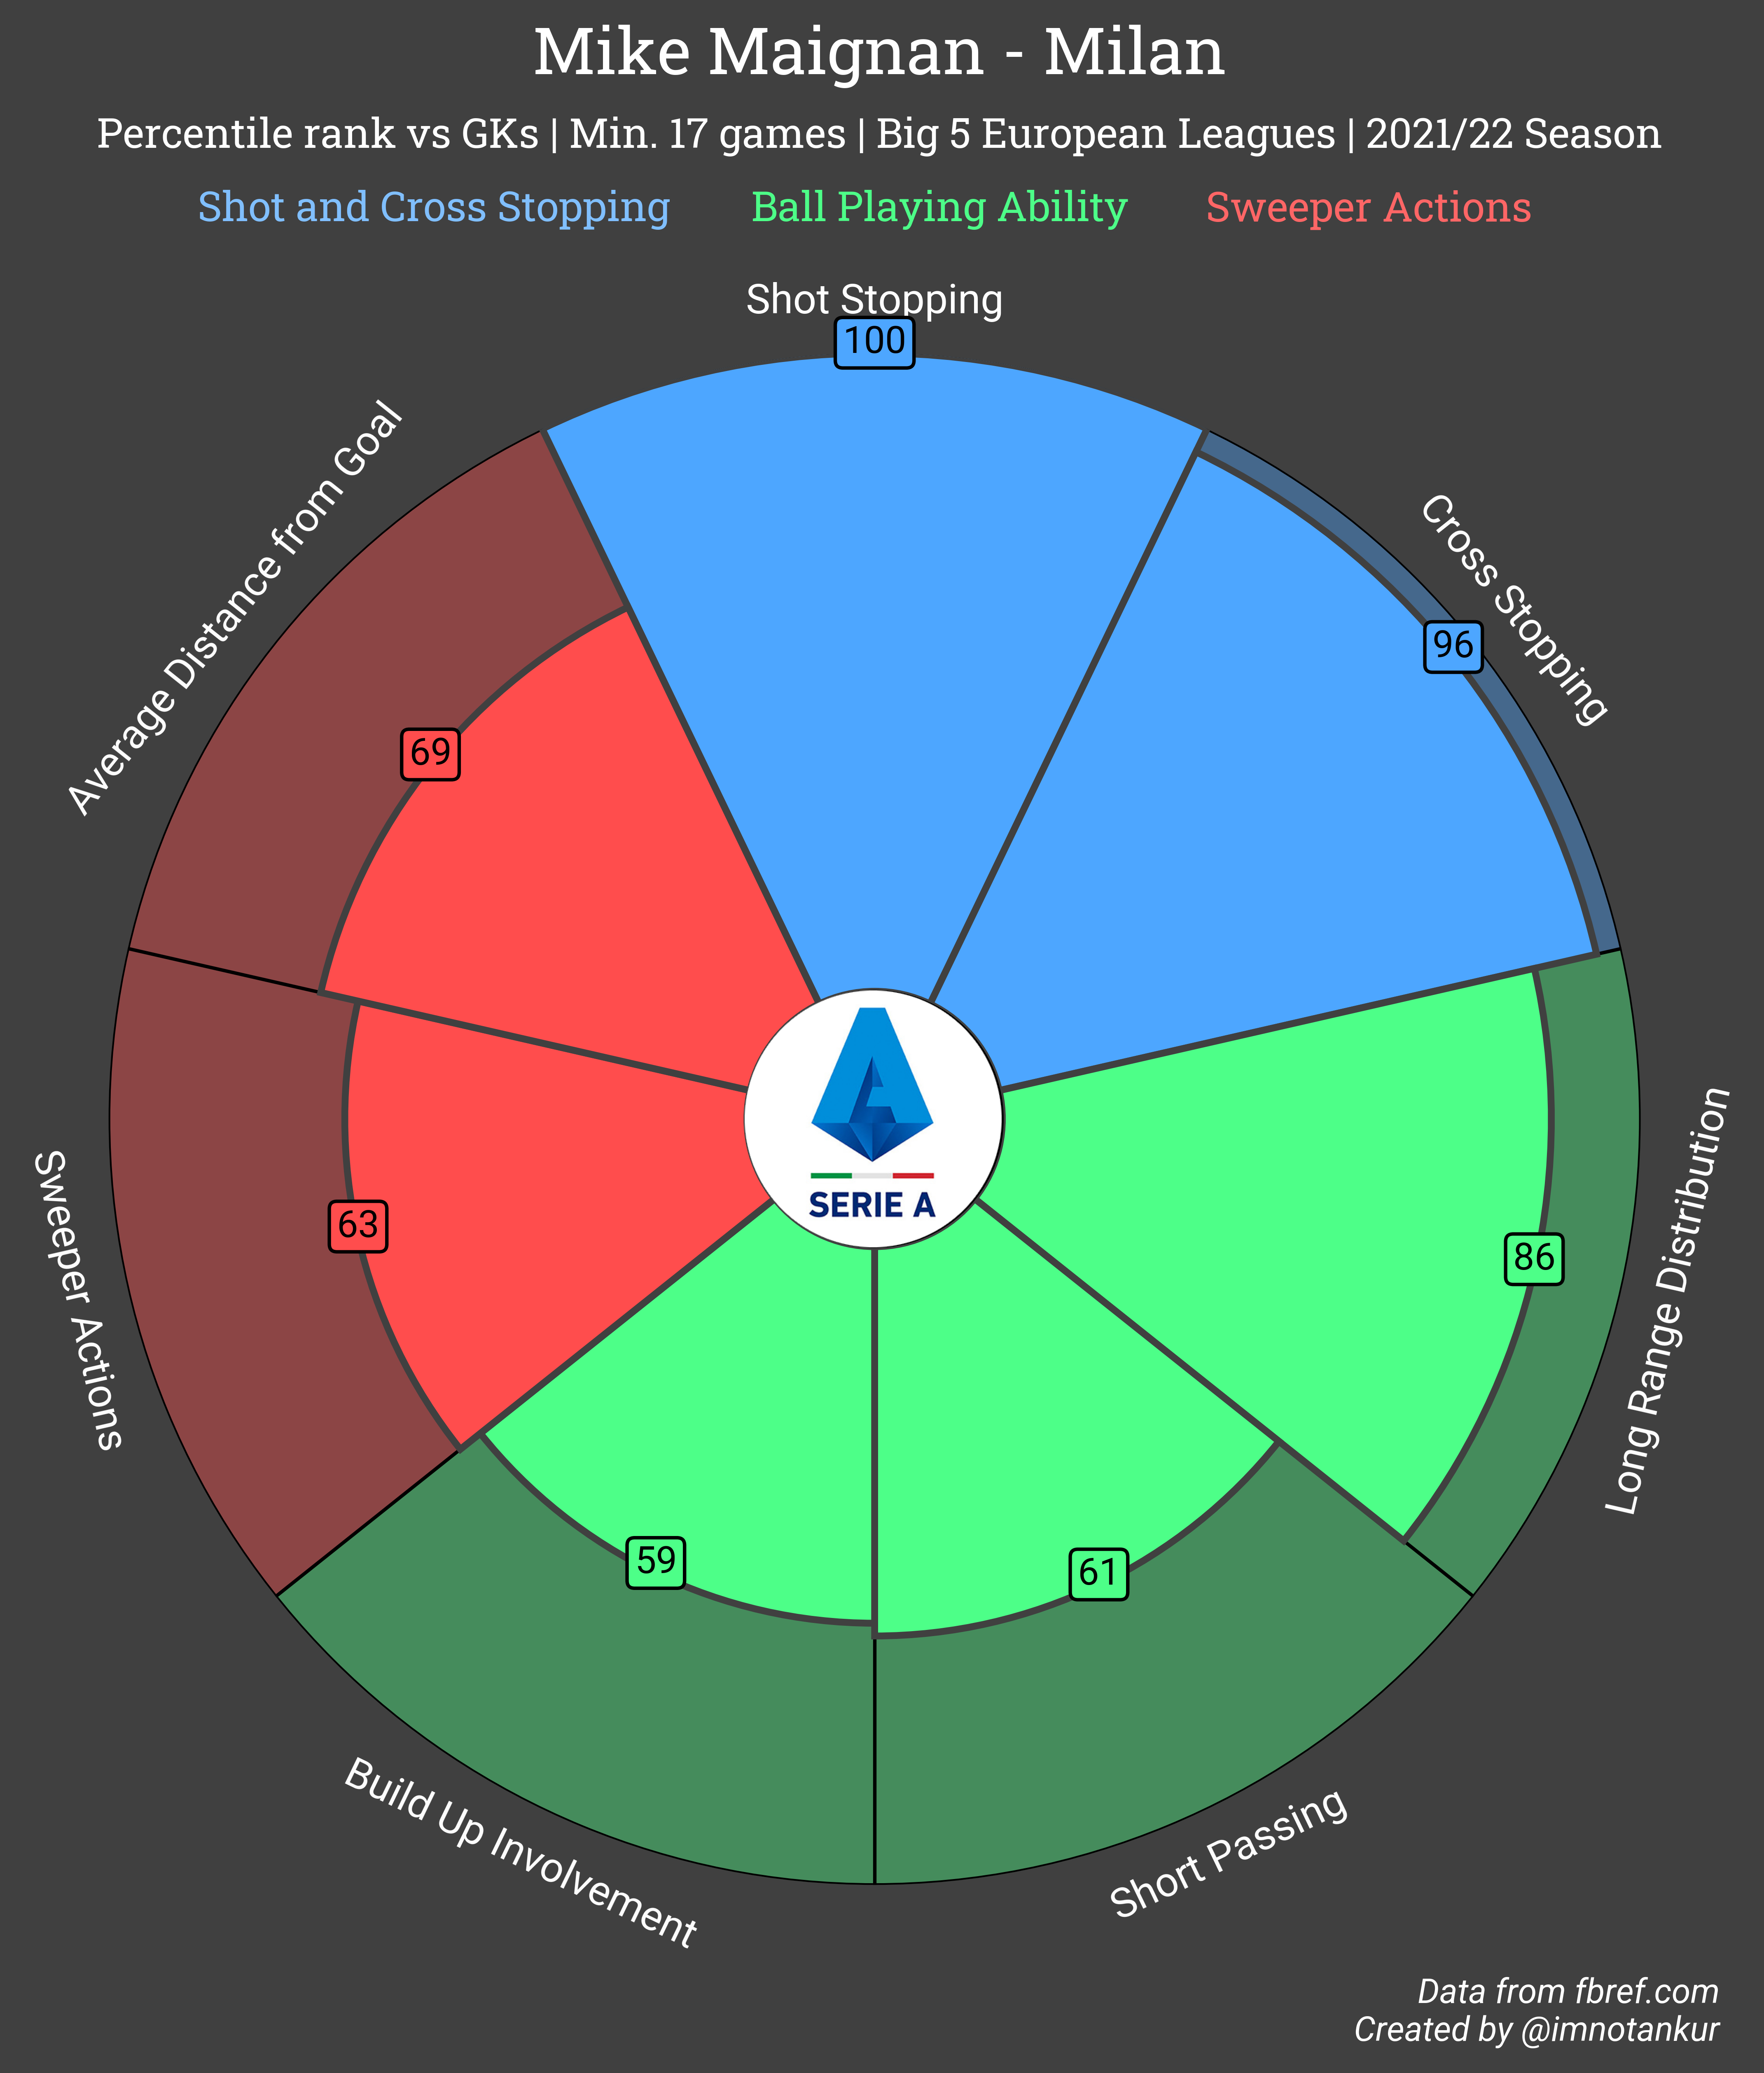 Mike Maignan - Milan
Percentile rank vs GKs | Min. 17 games | Big 5 European Leagues | 2021/22 Season
Shot and Cross Stopping Ball Playing Ability Sweeper Actions
Shot Stopping
100
Cross Stopping
96
Long Range Distribution
86
Short Passing
61
Build Up Involvement
59
Sweeper Actions
63
Average Distance from Goal
69
SERIE A
Data from fbref.com
Created by @imnotankur